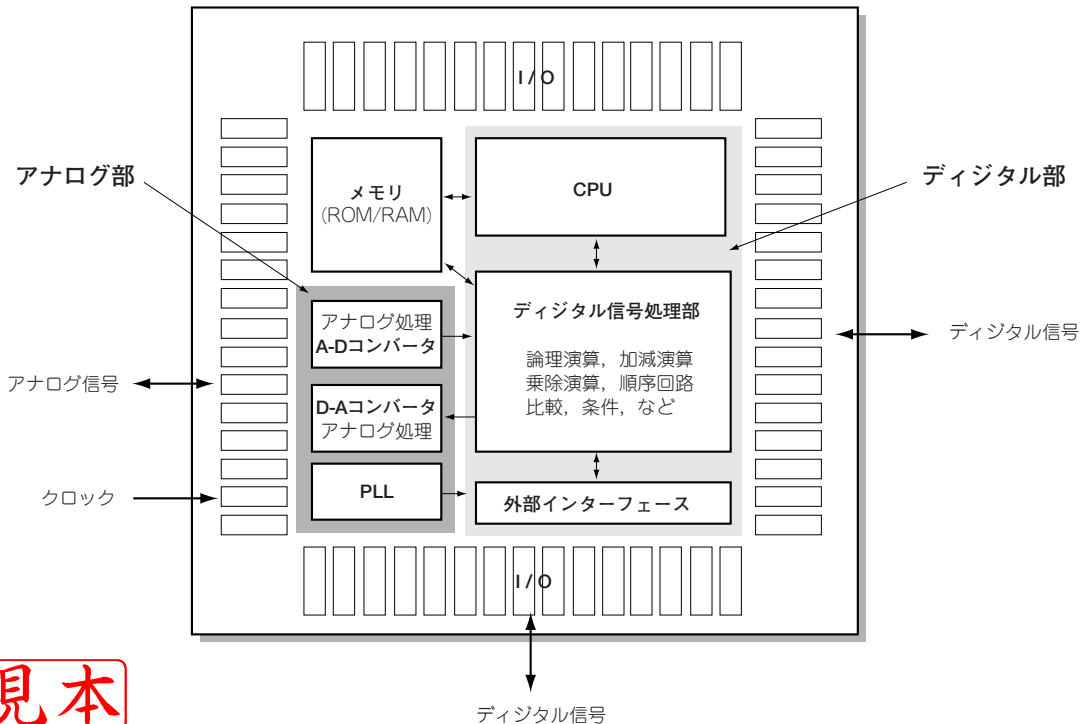 I/O
アナログ部
ディジタル部
メモリ
(ROM/RAM)
CPU
アナログ処理
A-Dコンバータ
ディジタル信号処理部
論理演算，加減演算
乗除演算，順序回路
比較，条件，など
ディジタル信号
アナログ信号
D-Aコンバータ
アナログ処理
クロック
PLL
外部インターフェース
I/O
見本
ディジタル信号